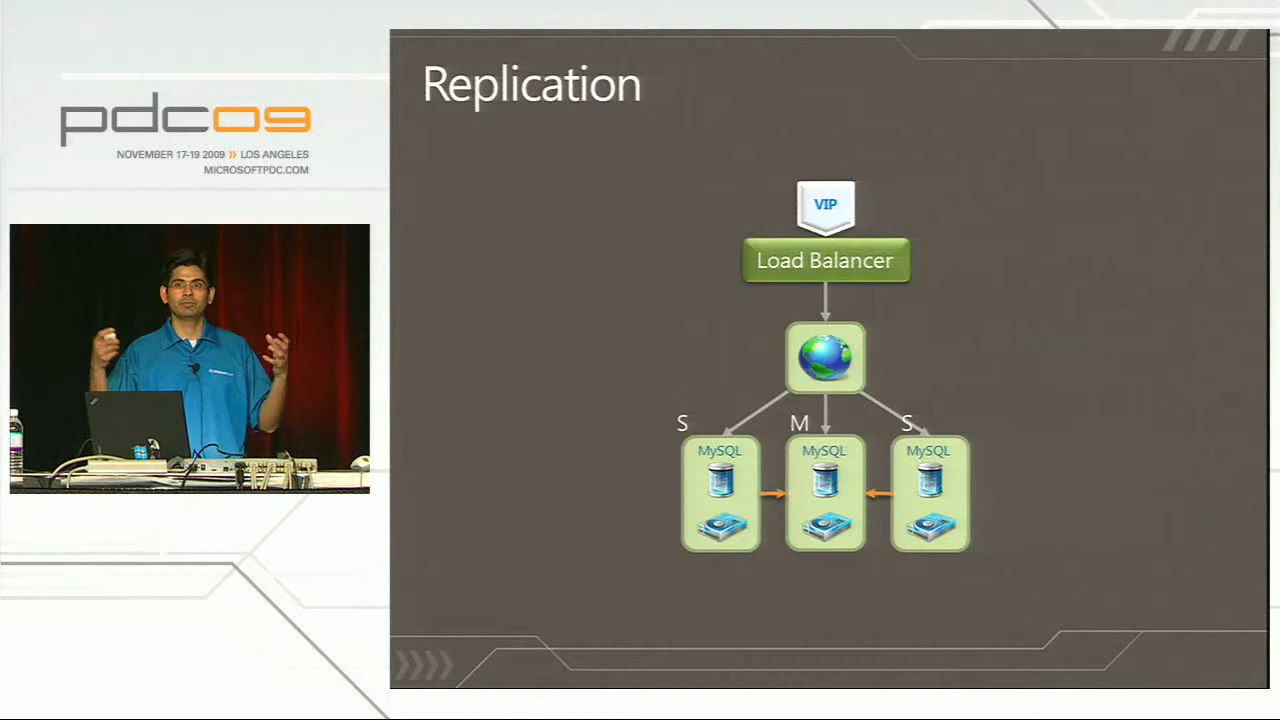 pdc09
NOVEMBER 17-19 2009 » LOS ANGELES
MICROSOFTPDC.COM
Replication
VIP
Load Balancer
S
M
S
MySQL
MySQL
MySQL